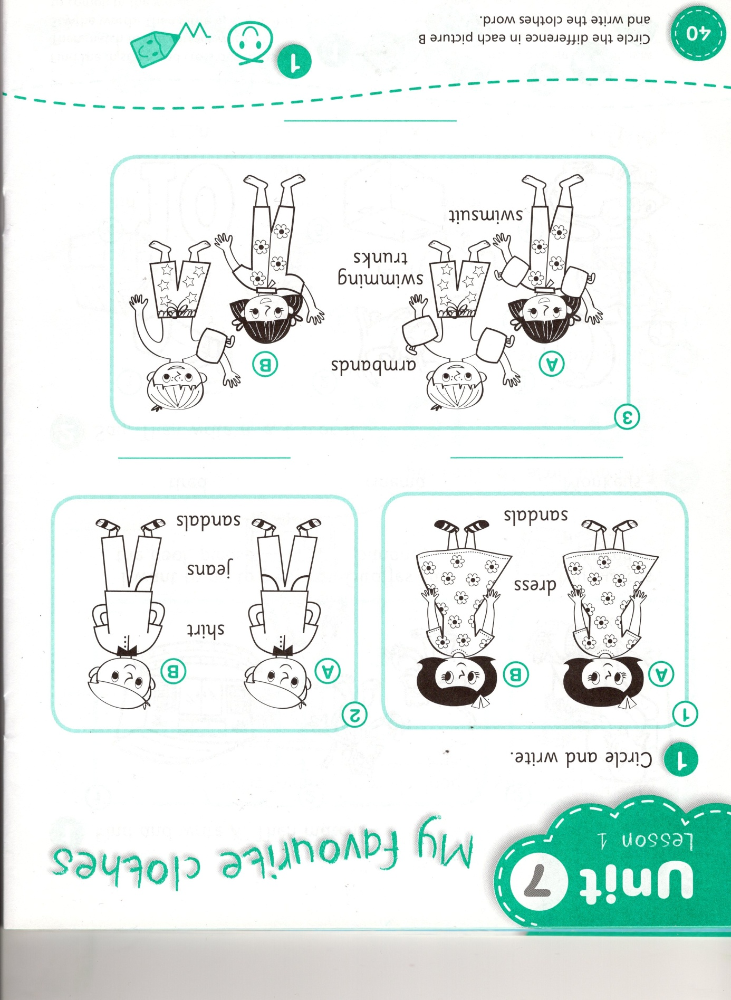 Unit 7
Lesson 1
My favourite clothes
1 Circle and write.
1
A
B
dress
sandals
2
A
B
shirt
jeans
sandals
3
A
B
armbands
swimming
trunks
swimsuit
40
Circle the difference in each picture B
and write the clothes word.
1